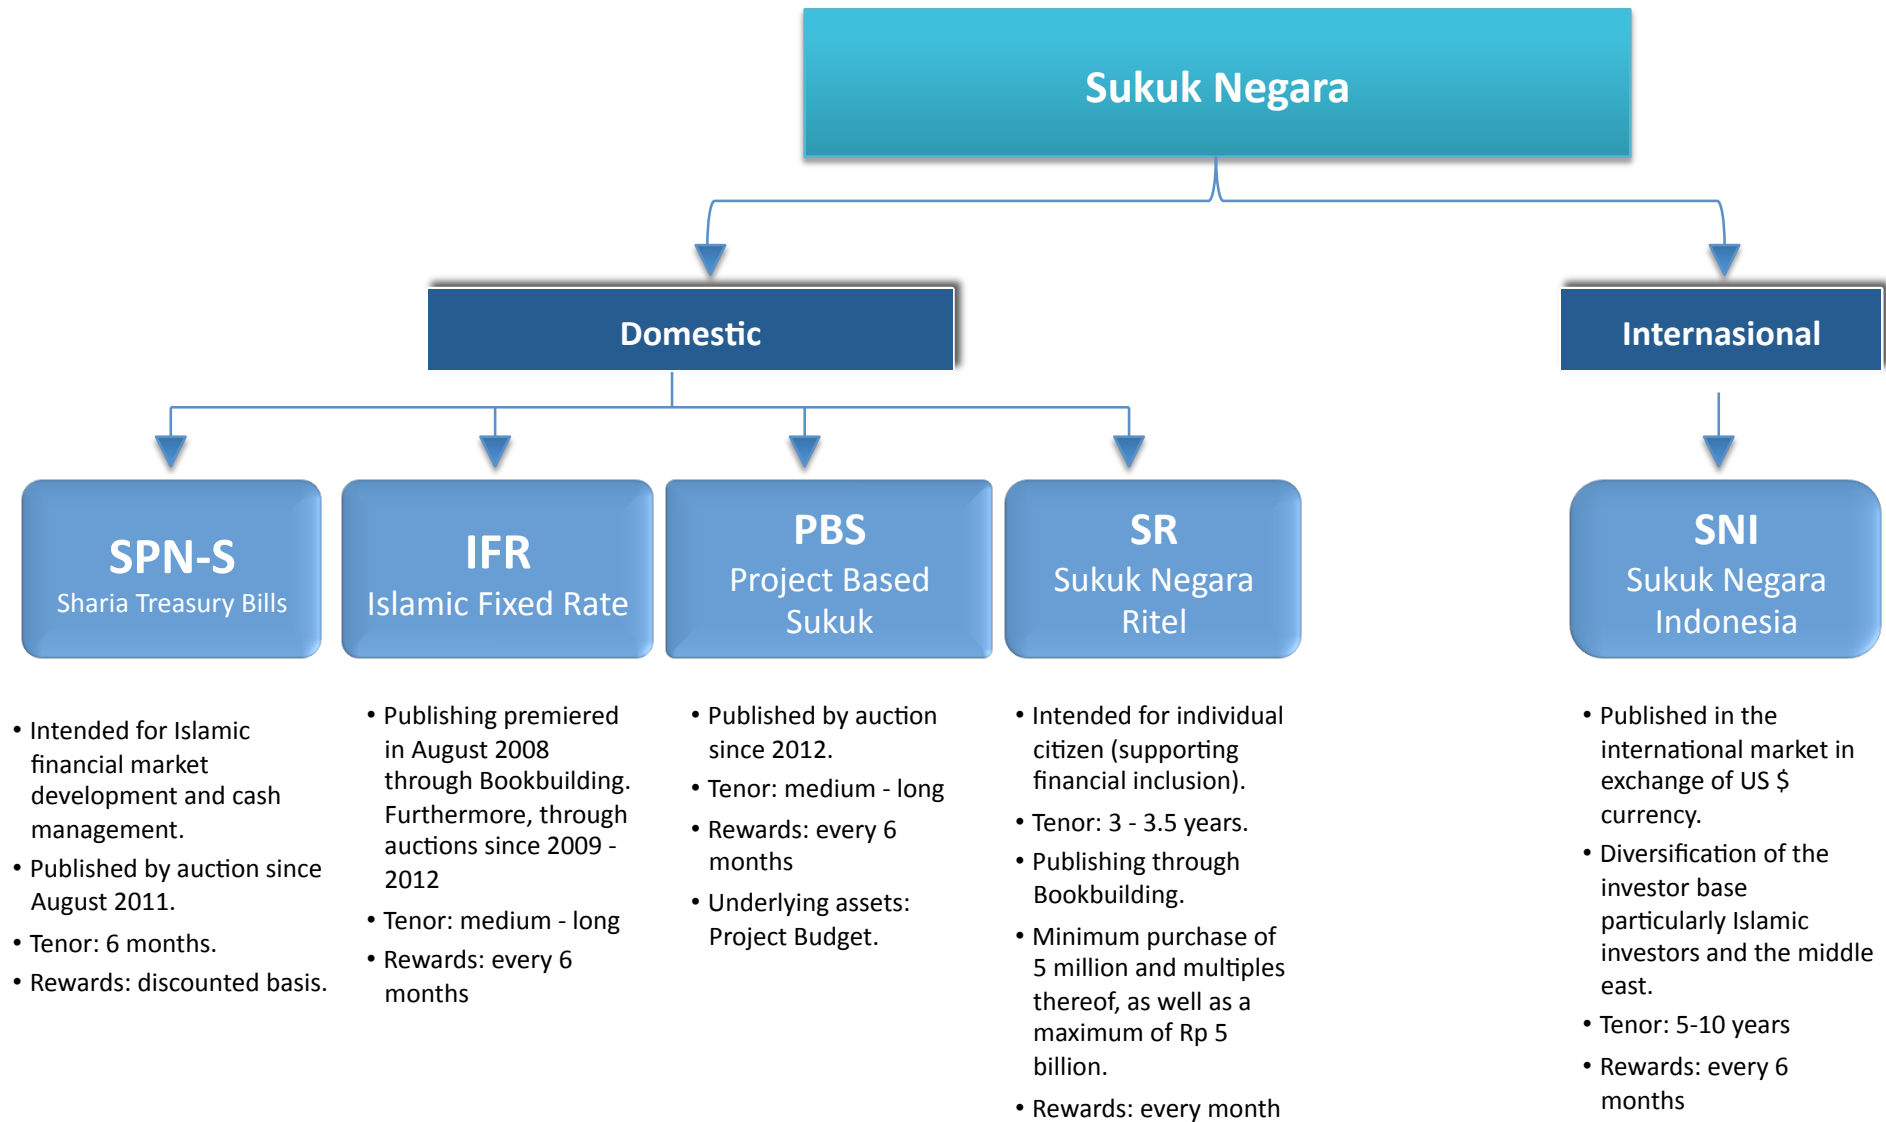 Sukuk Negara
Domestic
Internasional
SPN-S
Sharia Treasury Bills
IFR
Islamic Fixed Rate
PBS
Project Based
Sukuk
SR
Sukuk Negara
Ritel
SNI
Sukuk Negara
Indonesia
• Intended for Islamic
financial market
development and cash
management.
• Published by auction since
August 2011.
• Tenor: 6 months.
• Rewards: discounted basis.
• Publishing premiered
in August 2008
through Bookbuilding.
Furthermore, through
auctions since 2009 -
2012
• Tenor: medium - long
• Rewards: every 6
months
• Published by auction
since 2012.
• Tenor: medium - long
• Rewards: every 6
months
• Underlying assets:
Project Budget.
• Intended for individual
citizen (supporting
financial inclusion).
• Tenor: 3 - 3.5 years.
• Publishing through
Bookbuilding.
• Minimum purchase of
5 million and multiples
thereof, as well as a
maximum of Rp 5
billion.
• Rewards: every month
• Published in the
international market in
exchange of US $
currency.
• Diversification of the
investor base
particularly Islamic
investors and the middle
east.
• Tenor: 5-10 years
• Rewards: every 6
months